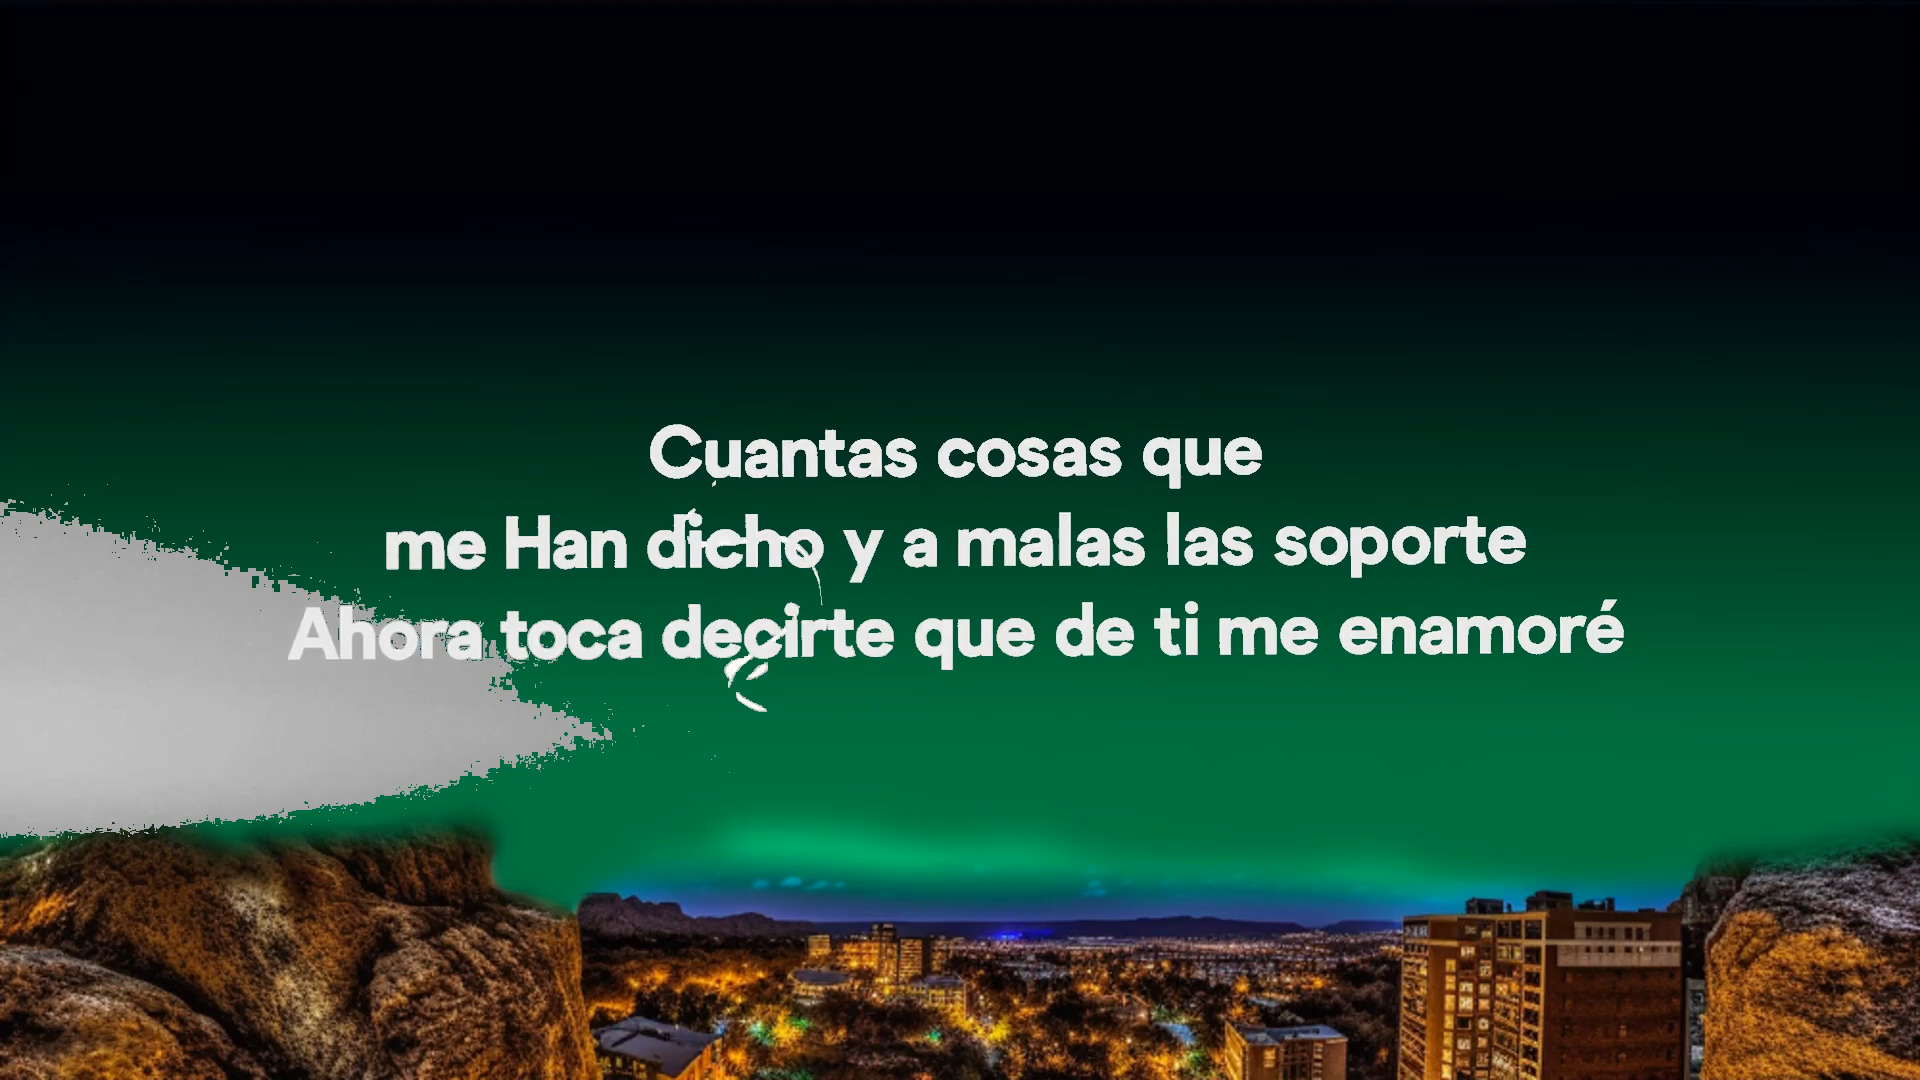 Cuantas cosas que
me Han dicho y a malas las soporte
Ahora toca decirte que de ti me enamoré